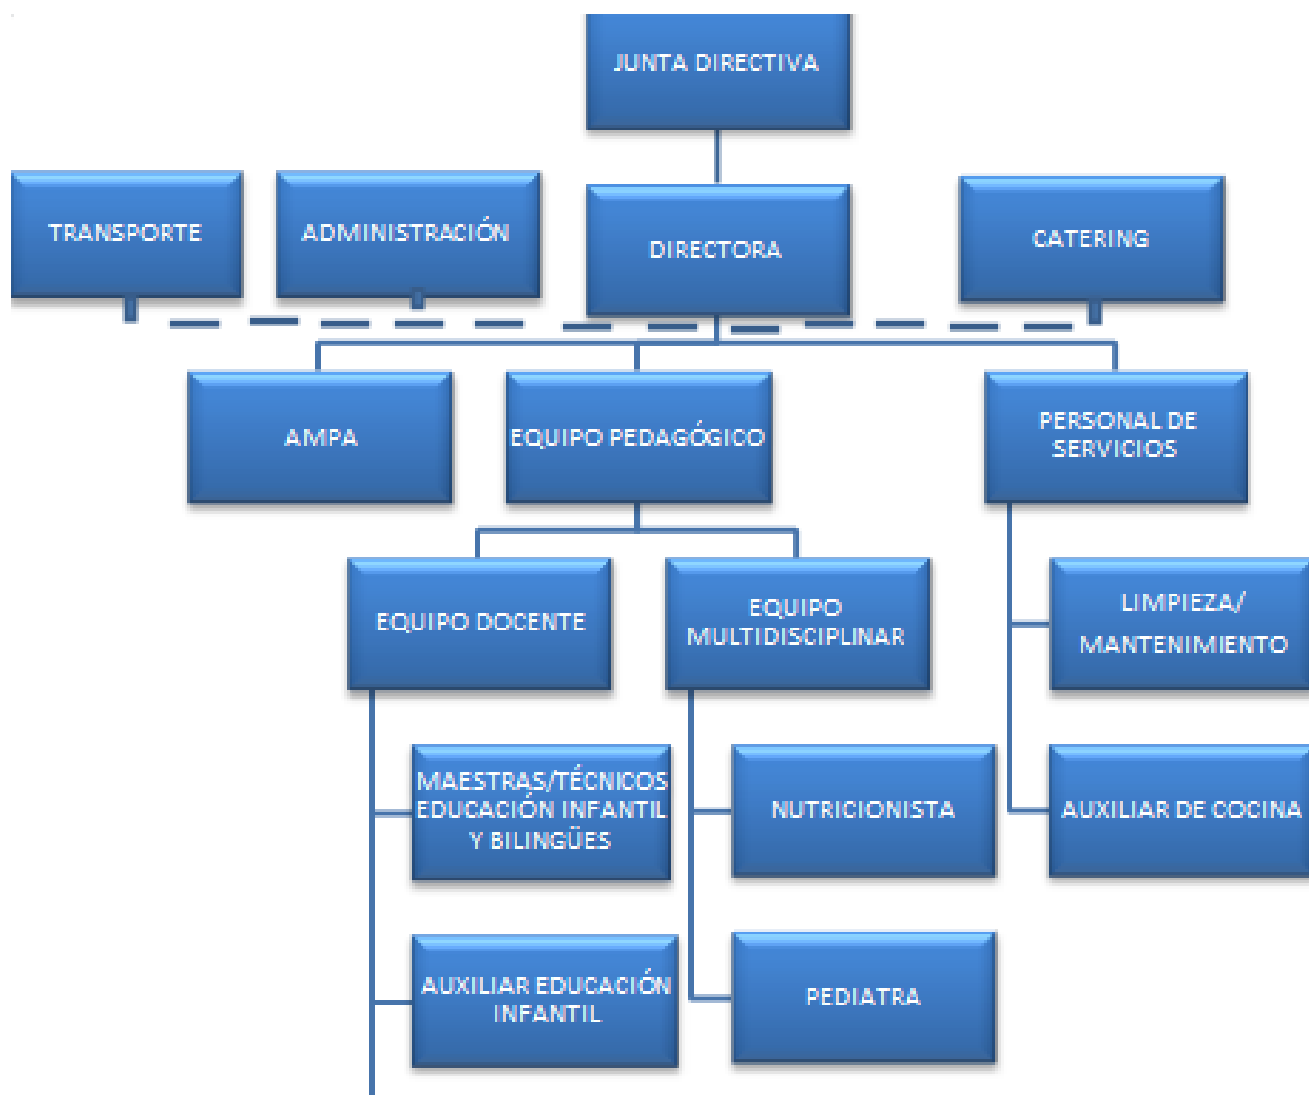 JUNTA DIRECTIVA
TRANSPORTE
ADMINISTRACIÓN
DIRECTORA
CATERING
AMPA
EQUIPO PEDAGÓGICO
PERSONAL DE
SERVICIOS
EQUIPO DOCENTE
EQUIPO
MULTIDISCIPLINAR
LIMPIEZA/
MANTENIMIENTO
MAESTRAS/TÉCNICOS
EDUCACIÓN INFANTIL
Y BILINGÜES
NUTRICIONISTA
AUXILIAR DE COCINA
AUXILIAR EDUCACIÓN
INFANTIL
PEDIATRA